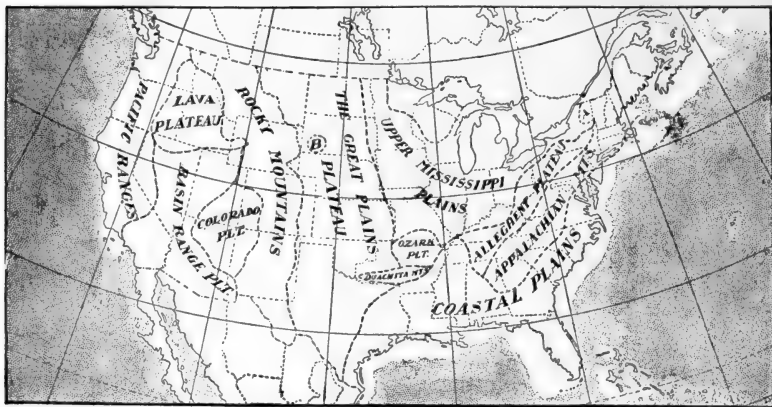 PACIFIC RANGES
LAVA
PLATEAU
ROCKY MOUNTAINS
BASIN RANGE PLT.
COLORADO
PLT.
B
THE GREAT PLAINS
PLATEAU
UPPER MISSISSIPPI
PLAINS
OZARK
PLT.
OUACHITA MTS.
ALLEGHENY PLATEAU
APPALACHIAN MTS.
COASTAL PLAINS